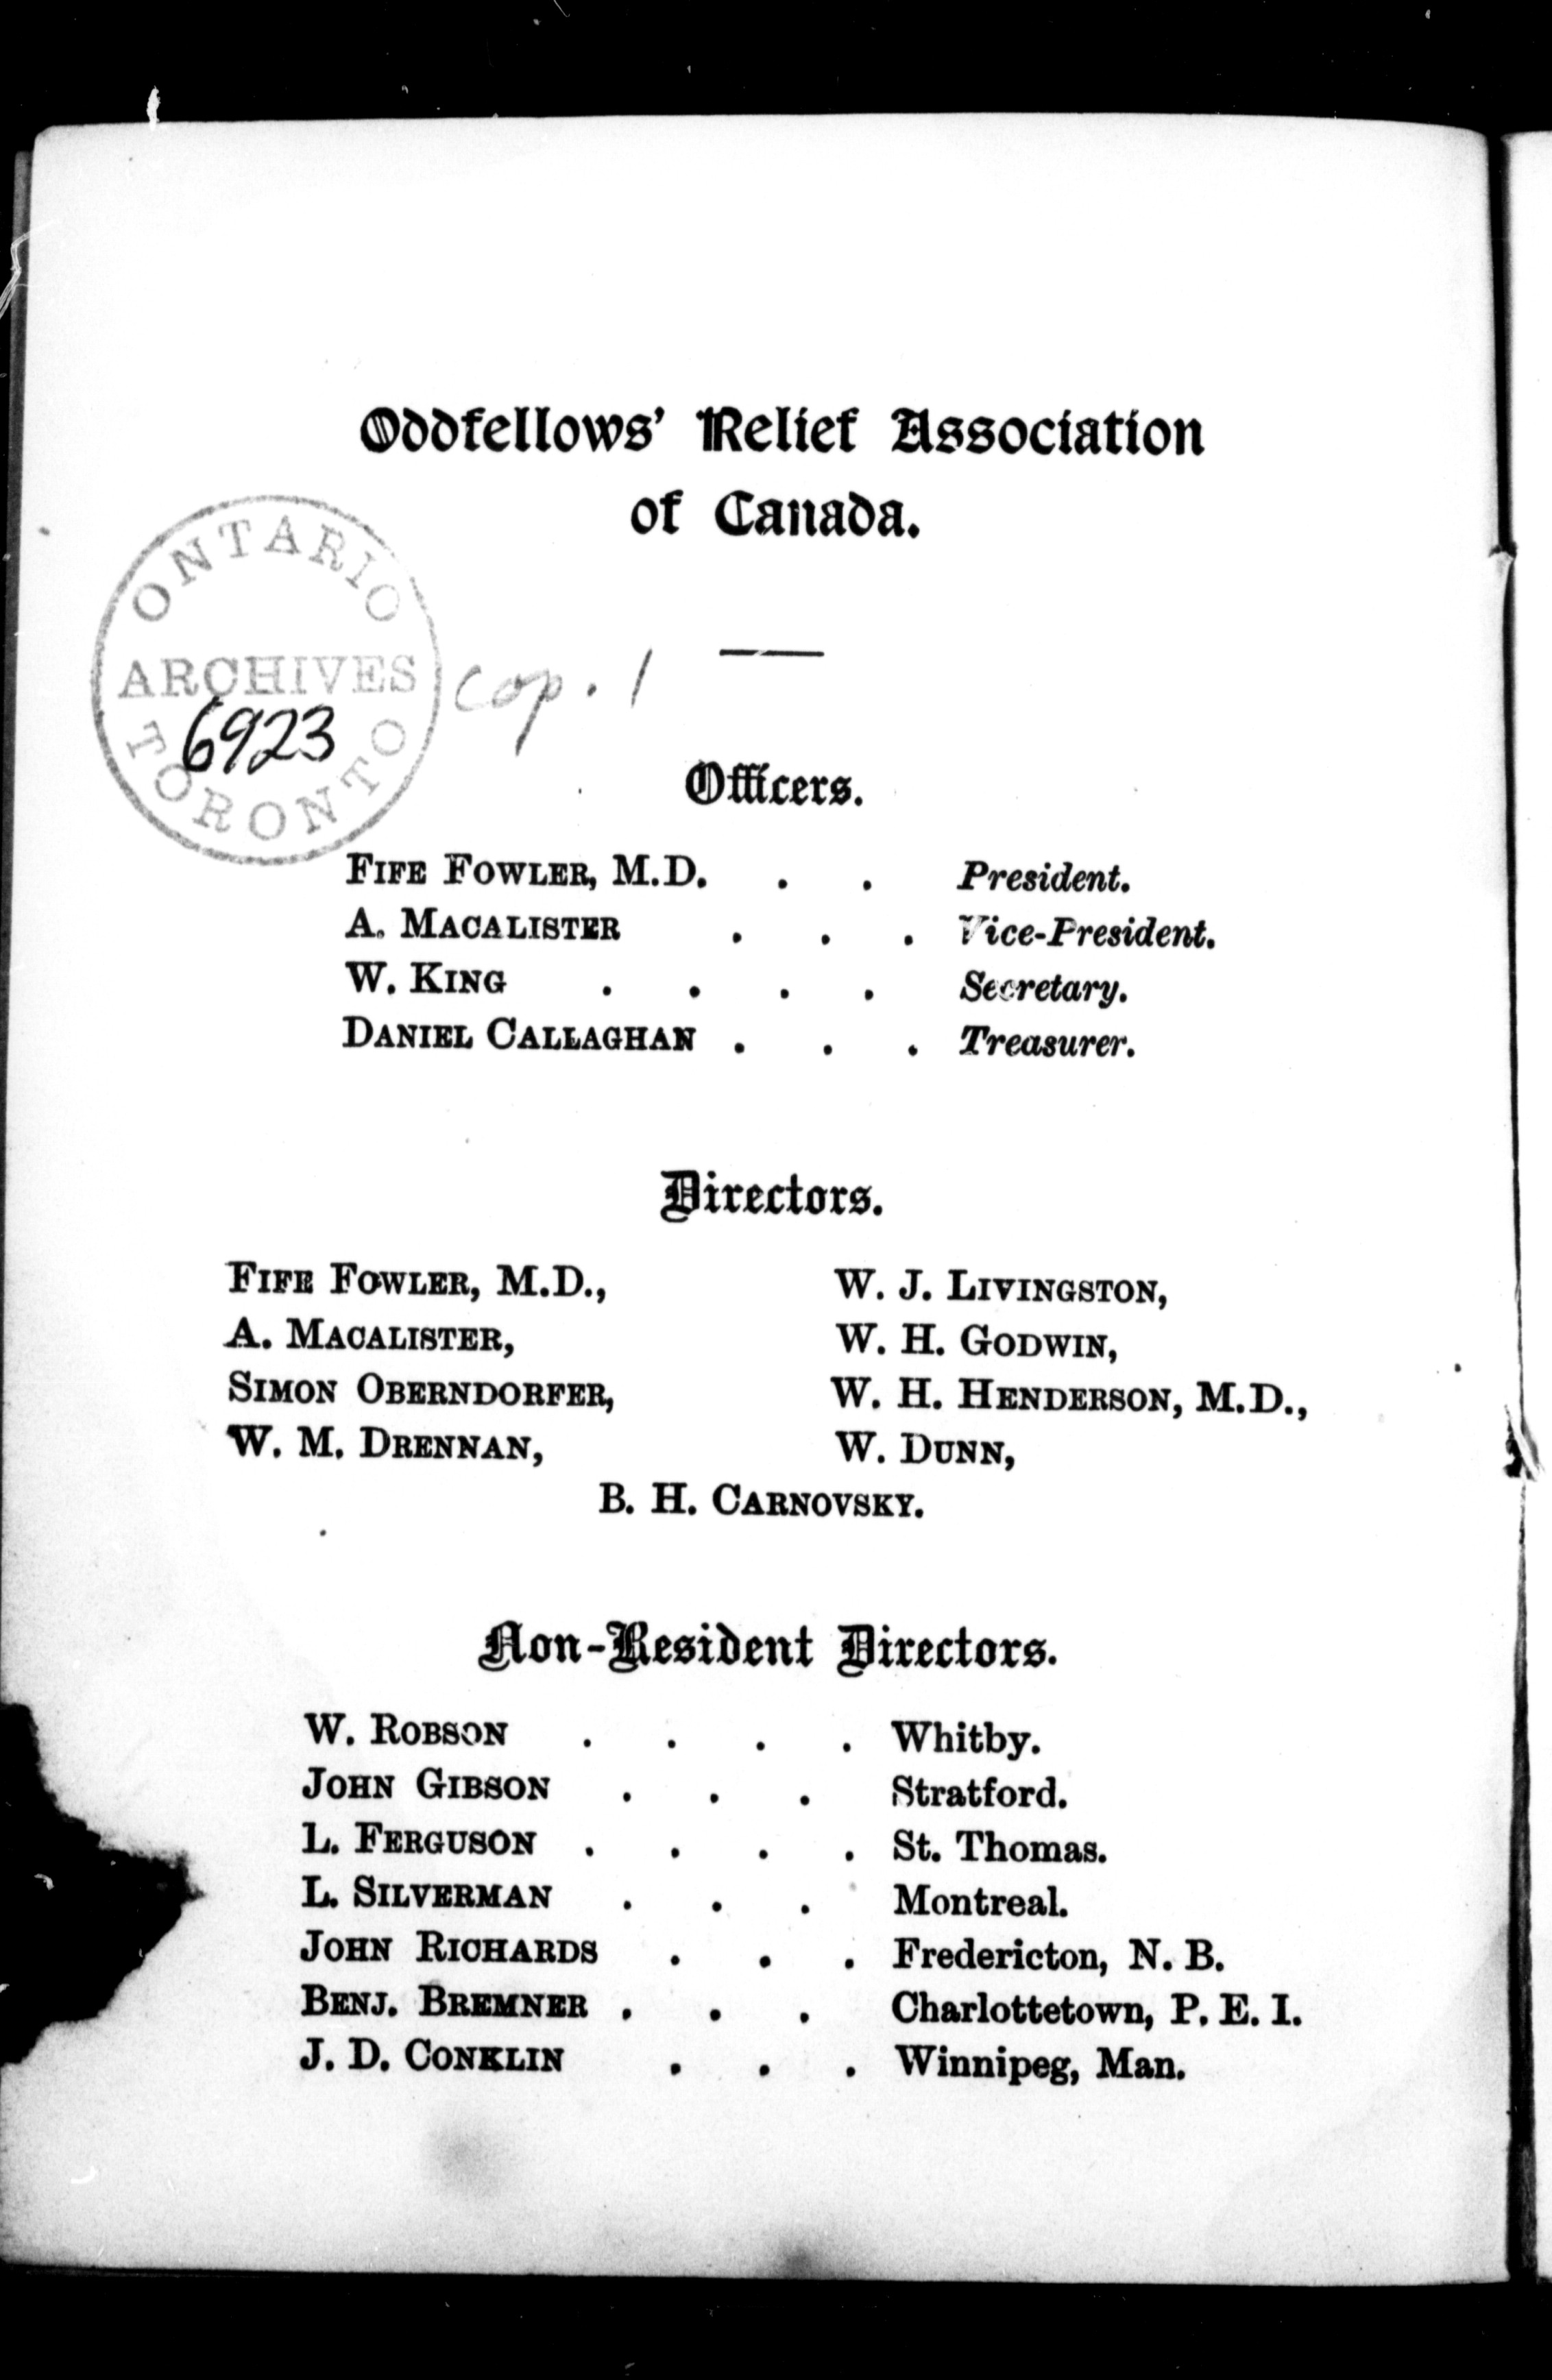 Oddfellows' Relief Association
of Canada.
ONTARIO
ARCHIVES
6923
TORONTO
cop. 1
Officers.
FIFE FOWLER, M.D. . . President.
A. MACALISTER . . . Vice-President.
W. KING . . . . Secretary.
DANIEL CALLAGHAN . . . Treasurer.
Directors.
FIFE FOWLER, M.D., W. J. LIVINGSTON,
A. MACALISTER, W. H. GODWIN,
SIMON OBERNDORFER, W. H. HENDERSON, M.D.,
W. M. DRENNAN, W. DUNN,
B. H. CARNOVSKY.
Non-Resident Directors.
W. ROBSON . . . . Whitby.
JOHN GIBSON . . . Stratford.
L. FERGUSON . . . . St. Thomas.
L. SILVERMAN . . . Montreal.
JOHN RICHARDS . . . Fredericton, N. B.
BENJ. BREMNER . . . Charlottetown, P. E. I.
J. D. CONKLIN . . . Winnipeg, Man.